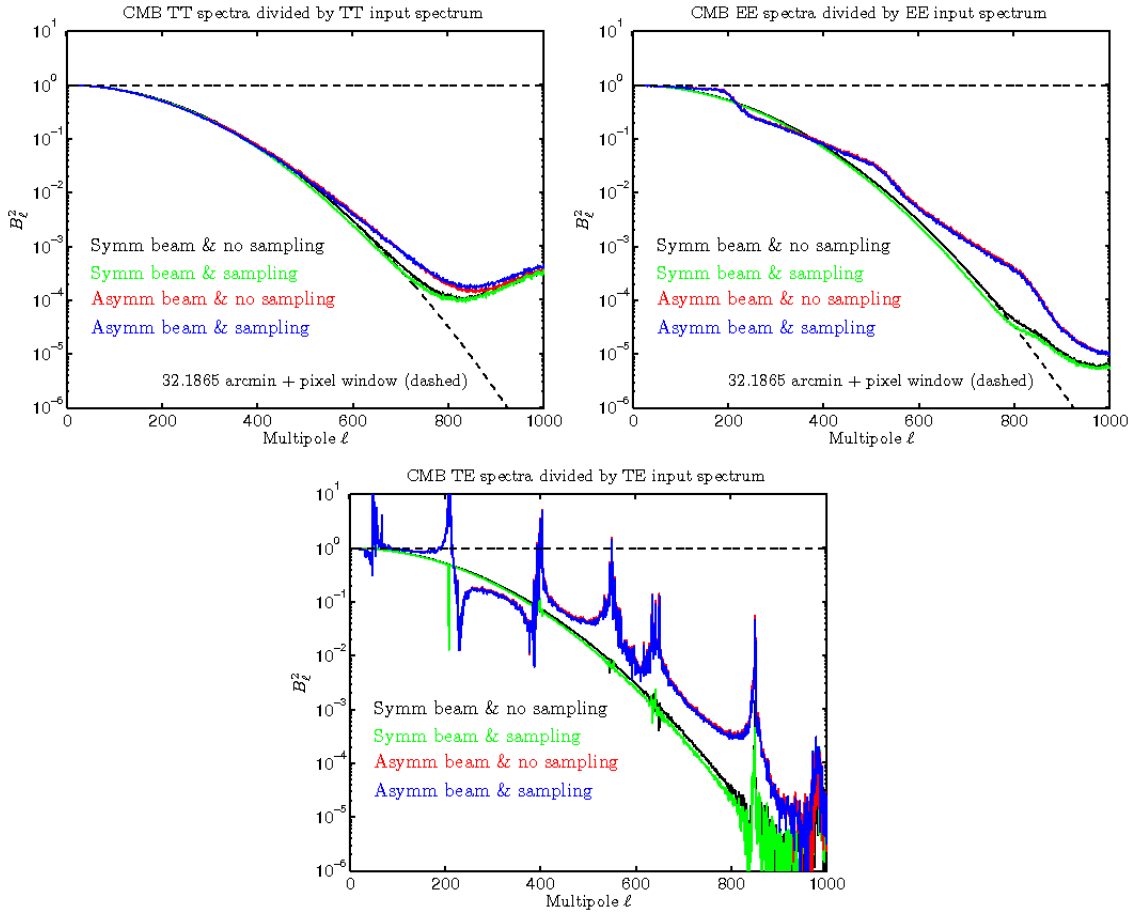 CMB TT spectra divided by TT input spectrum
10^1
10^0
10^-1
10^-2
10^-3
10^-4
10^-5
10^-6
B_ℓ^2
Symm beam & no sampling
Symm beam & sampling
Asymm beam & no sampling
Asymm beam & sampling
32.1865 arcmin + pixel window (dashed)
0 200 400 600 800 1000
Multipole ℓ
CMB EE spectra divided by EE input spectrum
10^1
10^0
10^-1
10^-2
10^-3
10^-4
10^-5
10^-6
B_ℓ^2
Symm beam & no sampling
Symm beam & sampling
Asymm beam & no sampling
Asymm beam & sampling
32.1865 arcmin + pixel window (dashed)
0 200 400 600 800 1000
Multipole ℓ
CMB TE spectra divided by TE input spectrum
10^1
10^0
10^-1
10^-2
10^-3
10^-4
10^-5
10^-6
B_ℓ^2
Symm beam & no sampling
Symm beam & sampling
Asymm beam & no sampling
Asymm beam & sampling
0 200 400 600 800 1000
Multipole ℓ